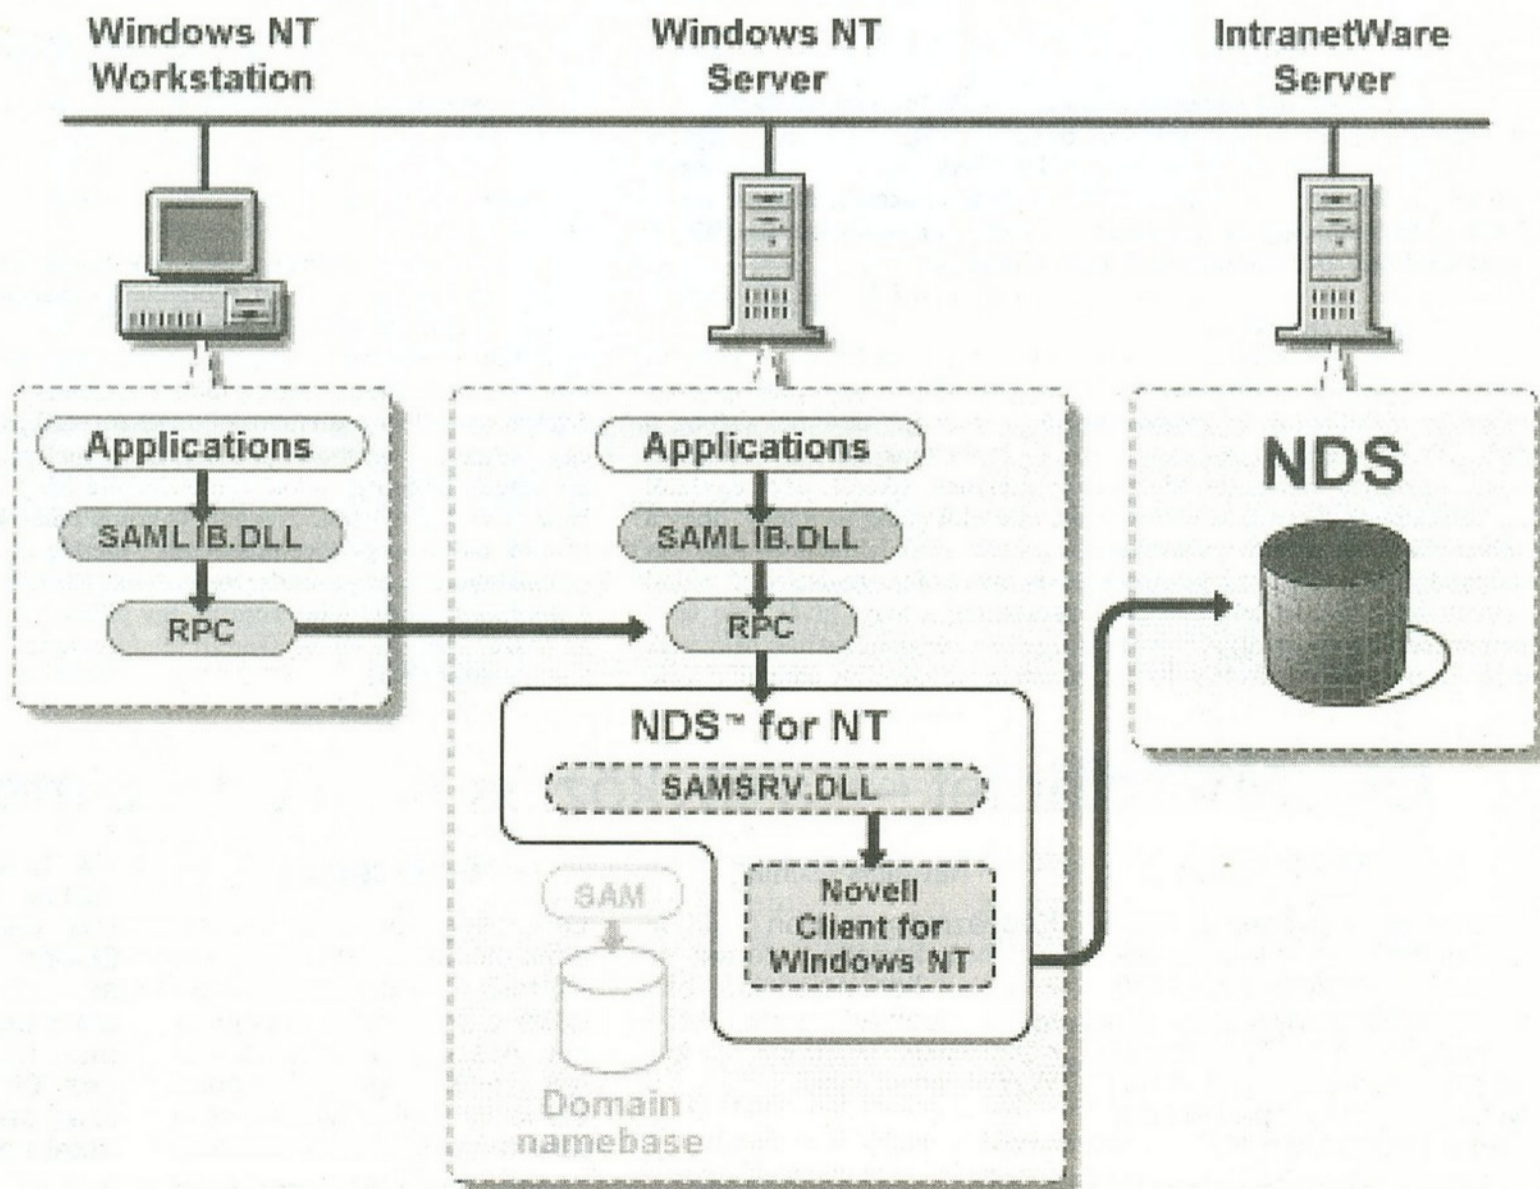 Windows NT
Workstation
Windows NT
Server
IntranetWare
Server
Applications
SAMLIB.DLL
RPC
Applications
SAMLIB.DLL
RPC
NDS™ for NT
SAMSRV.DLL
Novell
Client for
Windows NT
SAM
Domain
namebase
NDS